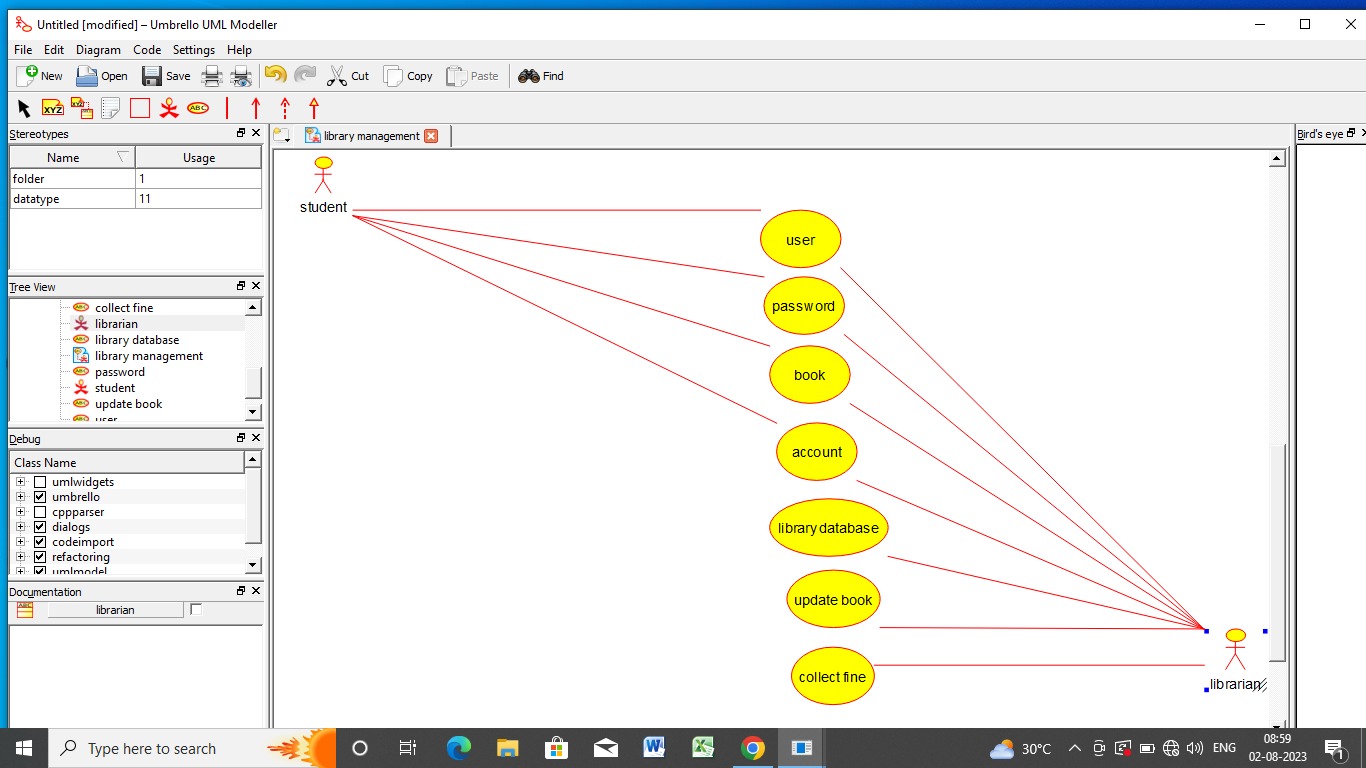 Untitled [modified] – Umbrello UML Modeller
File Edit Diagram Code Settings Help
New Open Save Cut Copy Paste Find
XYZ XYZ ABC
Stereotypes
Name Usage
folder 1
datatype 11
Tree View
collect fine
librarian
library database
library management
password
student
update book
user
Debug
Class Name
umlwidgets
umbrello
cppparser
dialogs
codeimport
refactoring
umlmodel
Documentation
librarian
library management
student
user
password
book
account
library database
update book
collect fine
librarian
Bird's eye
Type here to search
30°C
ENG
08:59
02-08-2023
1